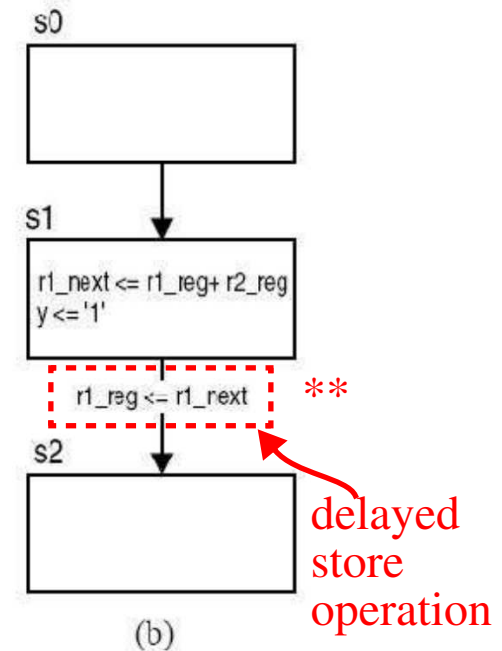 s0
s1
r1_next <= r1_reg+ r2_reg
y <= '1'
r1_reg <= r1_next
**
s2
delayed
store
operation
(b)